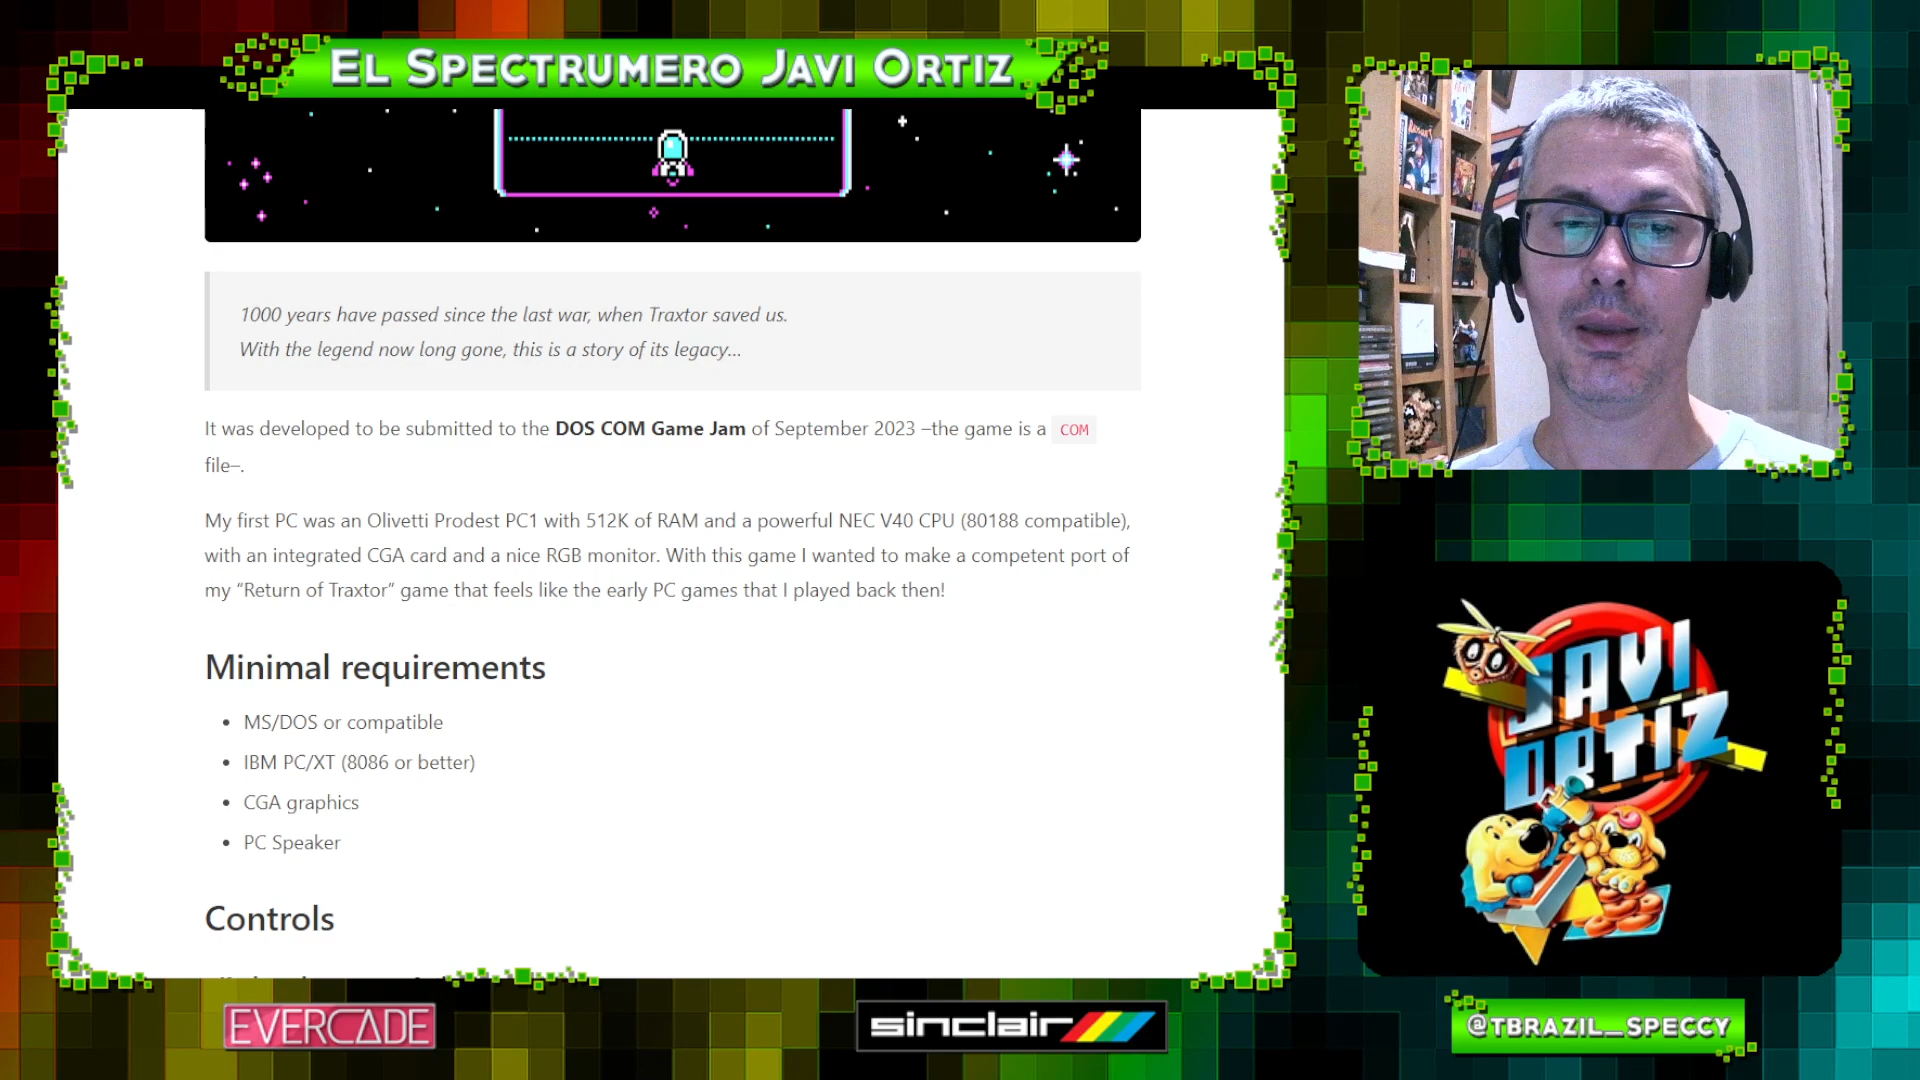 EL SPECTRUMERO JAVI ORTIZ
1000 years have passed since the last war, when Traxtor saved us.
With the legend now long gone, this is a story of its legacy...
It was developed to be submitted to the DOS COM Game Jam of September 2023 –the game is a COM
file–.
My first PC was an Olivetti Prodest PC1 with 512K of RAM and a powerful NEC V40 CPU (80188 compatible),
with an integrated CGA card and a nice RGB monitor. With this game I wanted to make a competent port of
my “Return of Traxtor” game that feels like the early PC games that I played back then!
Minimal requirements
• MS/DOS or compatible
• IBM PC/XT (8086 or better)
• CGA graphics
• PC Speaker
Controls
JAVI
ORTIZ
EVERCADE
sinclair
@TBRAZIL_SPECCY